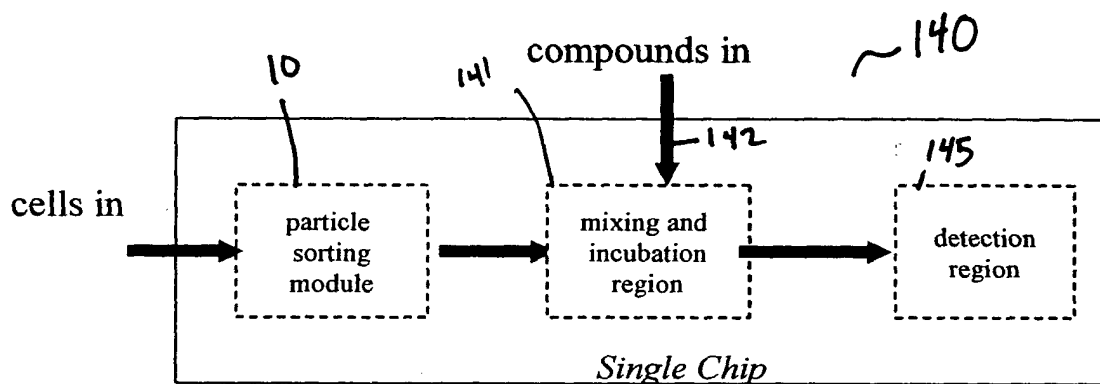 140
compounds in
10
141
142
145
cells in
particle
sorting
module
mixing and
incubation
region
detection
region
Single Chip